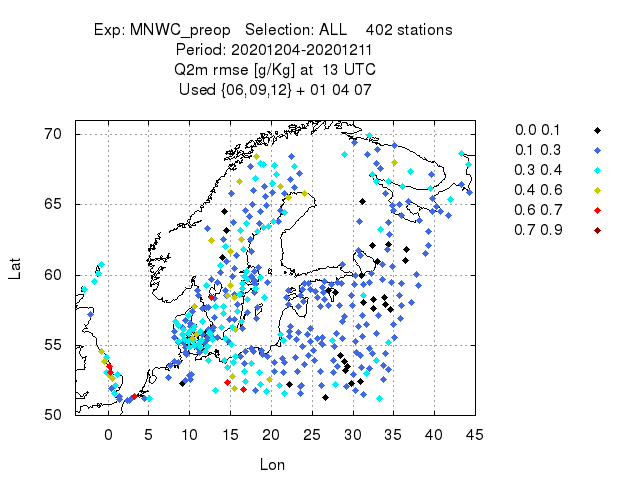 Exp: MNWC_preop Selection: ALL 402 stations
Period: 20201204-20201211
Q2m rmse [g/Kg] at 13 UTC
Used {06,09,12} + 01 04 07
70
65
60
55
50
Lat
0 5 10 15 20 25 30 35 40 45
Lon
0.0 0.1
0.1 0.3
0.3 0.4
0.4 0.6
0.6 0.7
0.7 0.9